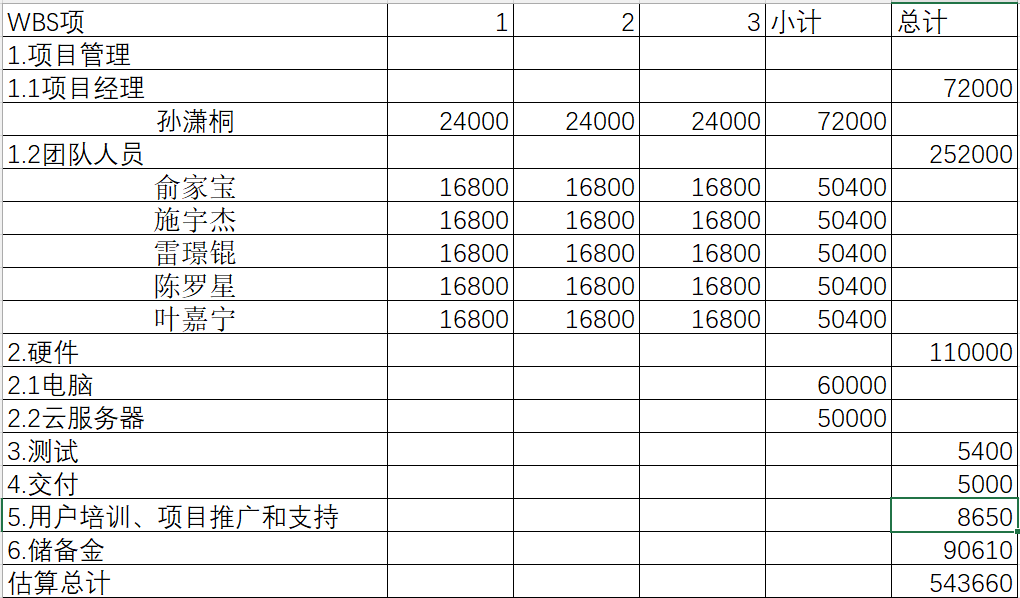 WBS项 1 2 3 小计 总计
1.项目管理
1.1项目经理 72000
孙潇桐 24000 24000 24000 72000
1.2团队人员 252000
俞家宝 16800 16800 16800 50400
施宇杰 16800 16800 16800 50400
雷璟锟 16800 16800 16800 50400
陈罗星 16800 16800 16800 50400
叶嘉宁 16800 16800 16800 50400
2.硬件 110000
2.1电脑 60000
2.2云服务器 50000
3.测试 5400
4.交付 5000
5.用户培训、项目推广和支持 8650
6.储备金 90610
估算总计 543660